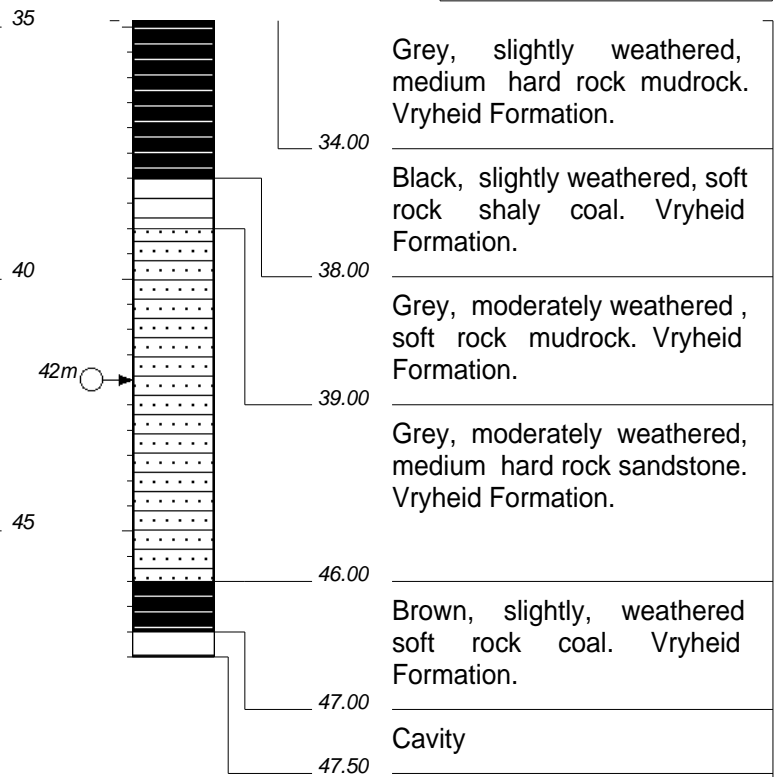 35
Grey, slightly weathered,
medium hard rock mudrock.
Vryheid Formation.
34.00
Black, slightly weathered, soft
rock shaly coal. Vryheid
Formation.
38.00
40
Grey, moderately weathered ,
soft rock mudrock. Vryheid
Formation.
42m
39.00
Grey, moderately weathered,
medium hard rock sandstone.
Vryheid Formation.
45
46.00
Brown, slightly, weathered
soft rock coal. Vryheid
Formation.
47.00
Cavity
47.50